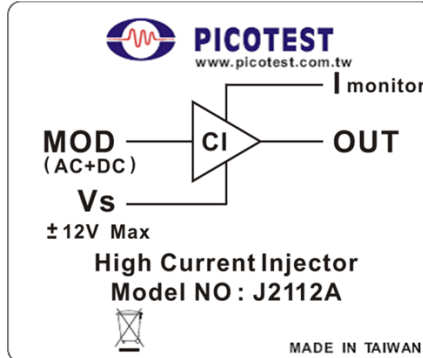 PICOTEST
www.picotest.com.tw
I monitor
MOD CI OUT
(AC+DC)
Vs
±12V Max
High Current Injector
Model NO : J2112A
MADE IN TAIWAN